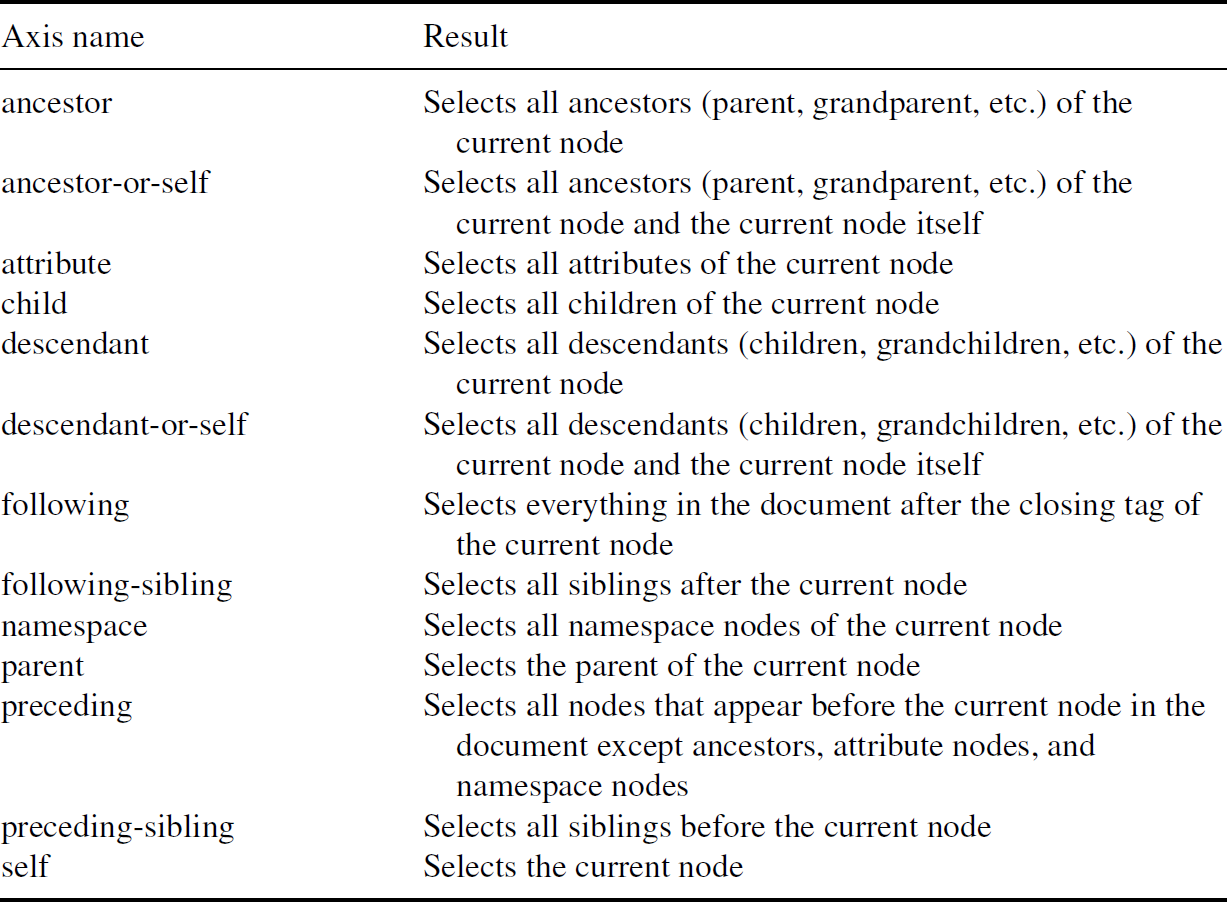 Axis name Result
ancestor Selects all ancestors (parent, grandparent, etc.) of the
current node
ancestor-or-self Selects all ancestors (parent, grandparent, etc.) of the
current node and the current node itself
attribute Selects all attributes of the current node
child Selects all children of the current node
descendant Selects all descendants (children, grandchildren, etc.) of the
current node
descendant-or-self Selects all descendants (children, grandchildren, etc.) of the
current node and the current node itself
following Selects everything in the document after the closing tag of
the current node
following-sibling Selects all siblings after the current node
namespace Selects all namespace nodes of the current node
parent Selects the parent of the current node
preceding Selects all nodes that appear before the current node in the
document except ancestors, attribute nodes, and
namespace nodes
preceding-sibling Selects all siblings before the current node
self Selects the current node